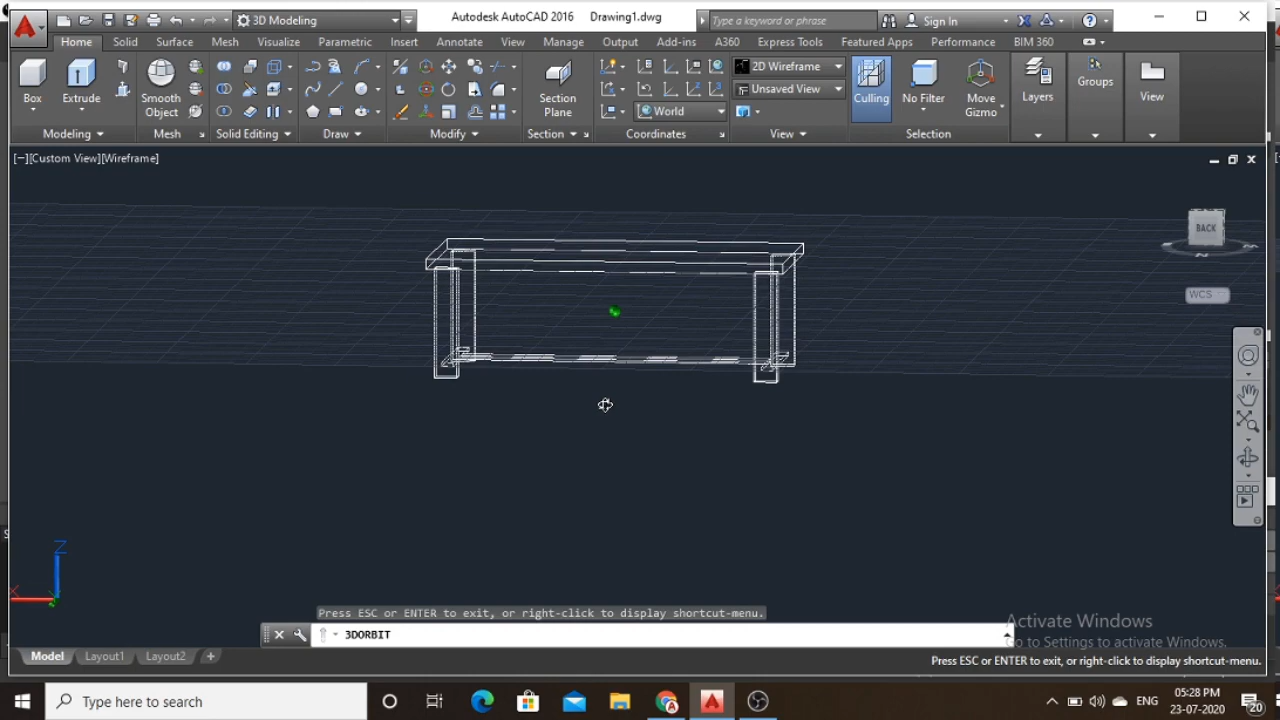 3D Modeling
Autodesk AutoCAD 2016 Drawing1.dwg
Type a keyword or phrase
Sign In
Home Solid Surface Mesh Visualize Parametric Insert Annotate View Manage Output Add-ins A360 Express Tools Featured Apps Performance BIM 360
Box
Extrude
Smooth
Object
Section
Plane
World
2D Wireframe
Unsaved View
Culling
No Filter
Move
Gizmo
Layers
Groups
View
Modeling Mesh Solid Editing Draw Modify Section Coordinates View Selection
[−][Custom View][Wireframe]
BACK
WCS
Z
X
Press ESC or ENTER to exit, or right-click to display shortcut-menu.
3DORBIT
Activate Windows
Go to Settings to activate Windows.
Model Layout1 Layout2 +
Press ESC or ENTER to exit, or right-click to display shortcut-menu.
Type here to search
ENG
05:28 PM
23-07-2020
20